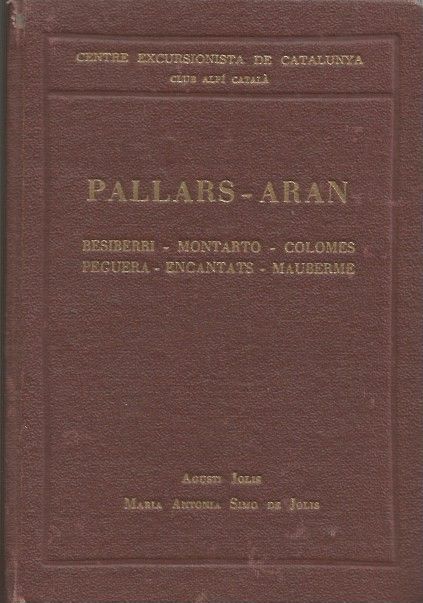 CENTRE EXCURSIONISTA DE CATALUNYA
CLUB ALPÍ CATALÀ
PALLARS - ARAN
BESIBERRI - MONTARTO - COLOMES
PEGUERA - ENCANTATS - MAUBERME
AGUSTI JOLIS
MARIA ANTONIA SIMO DE JOLIS